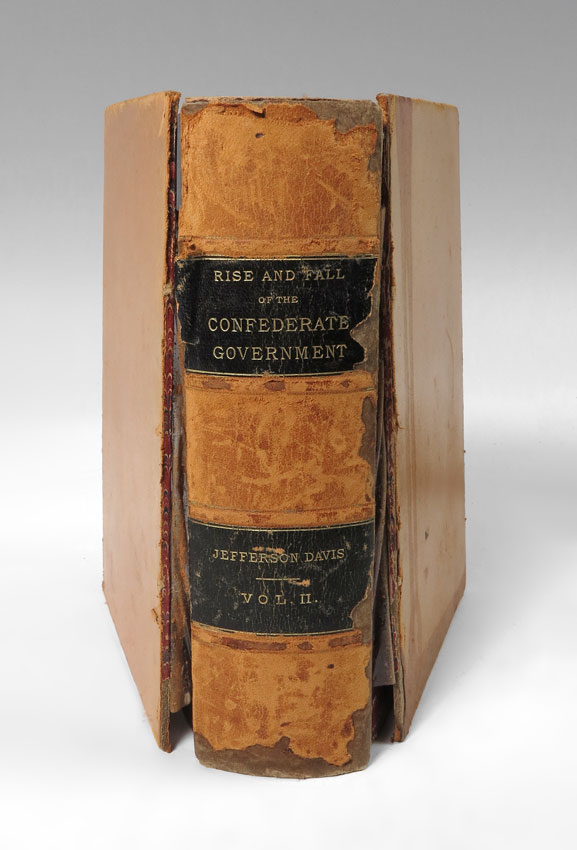 RISE AND FALL
OF THE
CONFEDERATE
GOVERNMENT
JEFFERSON DAVIS
VOL. II.